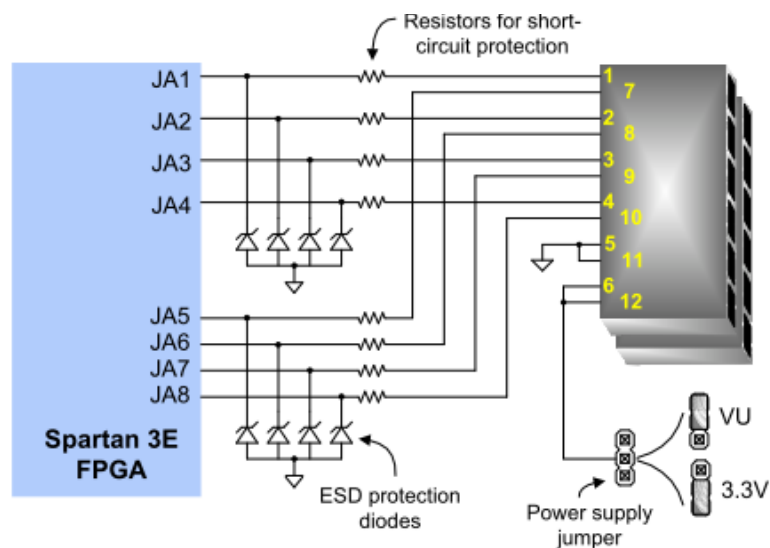 Resistors for short-
circuit protection
JA1
JA2
JA3
JA4
JA5
JA6
JA7
JA8
Spartan 3E
FPGA
ESD protection
diodes
1
7
2
8
3
9
4
10
5
11
6
12
VU
3.3V
Power supply
jumper